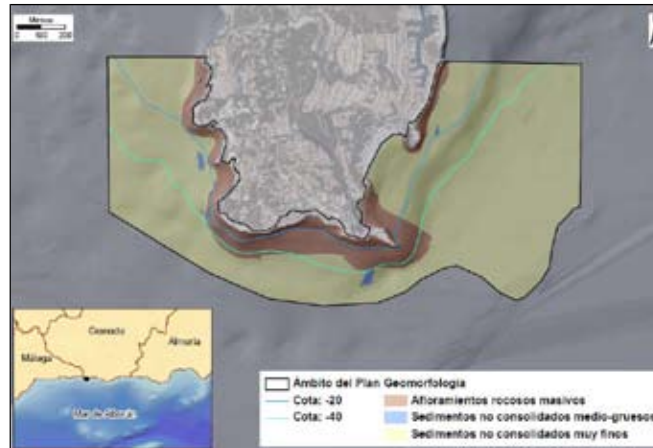 Metros
0 100 200
Granada
Almería
Málaga
Mar de Alborán
Ámbito del Plan Geomorfología
Cota: -20
Afloramientos rocosos masivos
Cota: -40
Sedimentos no consolidados medio-gruesos
Sedimentos no consolidados muy finos